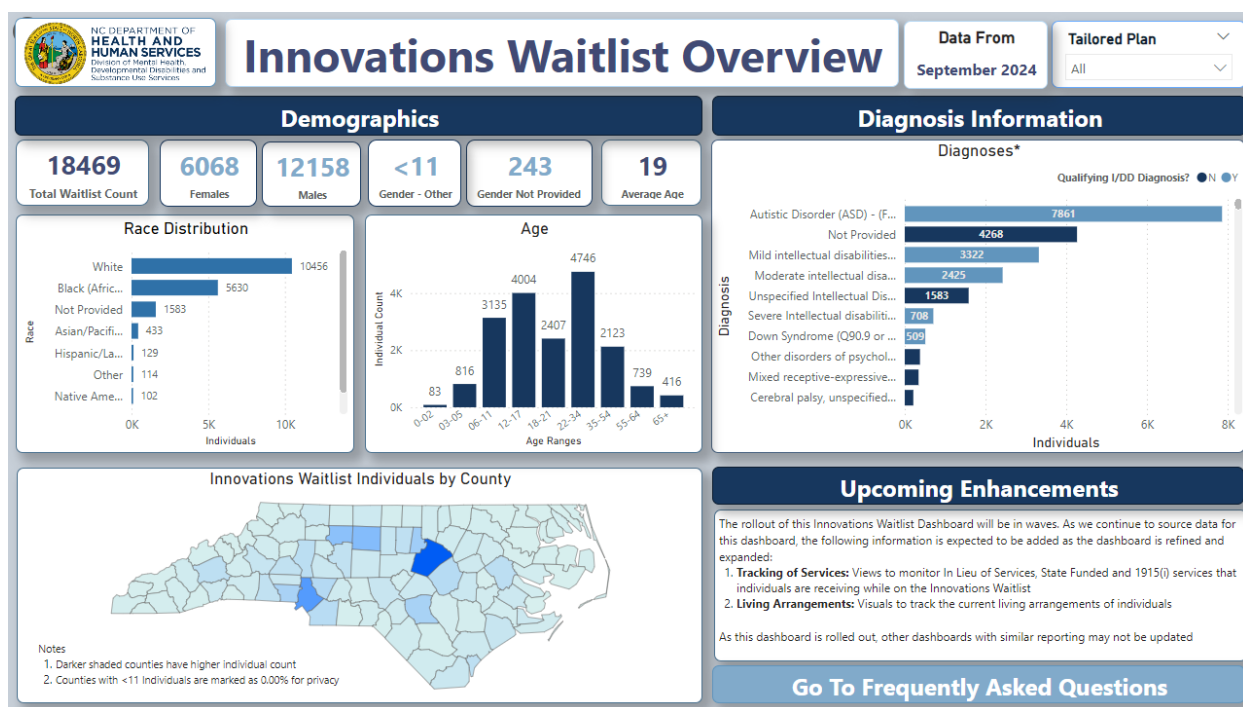 NC DEPARTMENT OF
HEALTH AND
HUMAN SERVICES
Division of Mental Health,
Developmental Disabilities and
Substance Use Services
Innovations Waitlist Overview
Data From
September 2024
Tailored Plan
All
Demographics
18469
Total Waitlist Count
6068
Females
12158
Males
<11
Gender - Other
243
Gender Not Provided
19
Average Age
Race Distribution
Race
White 10456
Black (Afric... 5630
Not Provided 1583
Asian/Pacifi... 433
Hispanic/La... 129
Other 114
Native Ame... 102
0K 5K 10K
Individuals
Age
Individual Count
4K
2K
0K
83 816 3135 4004 2407 4746 2123 739 416
0-02 03-05 06-11 12-17 18-21 22-34 35-54 55-64 65+
Age Ranges
Diagnosis Information
Diagnoses*
Qualifying I/DD Diagnosis? N Y
Diagnosis
Autistic Disorder (ASD) - (F... 7861
Not Provided 4268
Mild intellectual disabilities... 3322
Moderate intellectual disa... 2425
Unspecified Intellectual Dis... 1583
Severe Intellectual disabiliti... 708
Down Syndrome (Q90.9 or ... 509
Other disorders of psychol...
Mixed receptive-expressive...
Cerebral palsy, unspecified...
0K 2K 4K 6K 8K
Individuals
Innovations Waitlist Individuals by County
Notes
1. Darker shaded counties have higher individual count
2. Counties with <11 Individuals are marked as 0.00% for privacy
Upcoming Enhancements
The rollout of this Innovations Waitlist Dashboard will be in waves. As we continue to source data for
this dashboard, the following information is expected to be added as the dashboard is refined and
expanded:
1. Tracking of Services: Views to monitor In Lieu of Services, State Funded and 1915(i) services that
individuals are receiving while on the Innovations Waitlist
2. Living Arrangements: Visuals to track the current living arrangements of individuals
As this dashboard is rolled out, other dashboards with similar reporting may not be updated
Go To Frequently Asked Questions